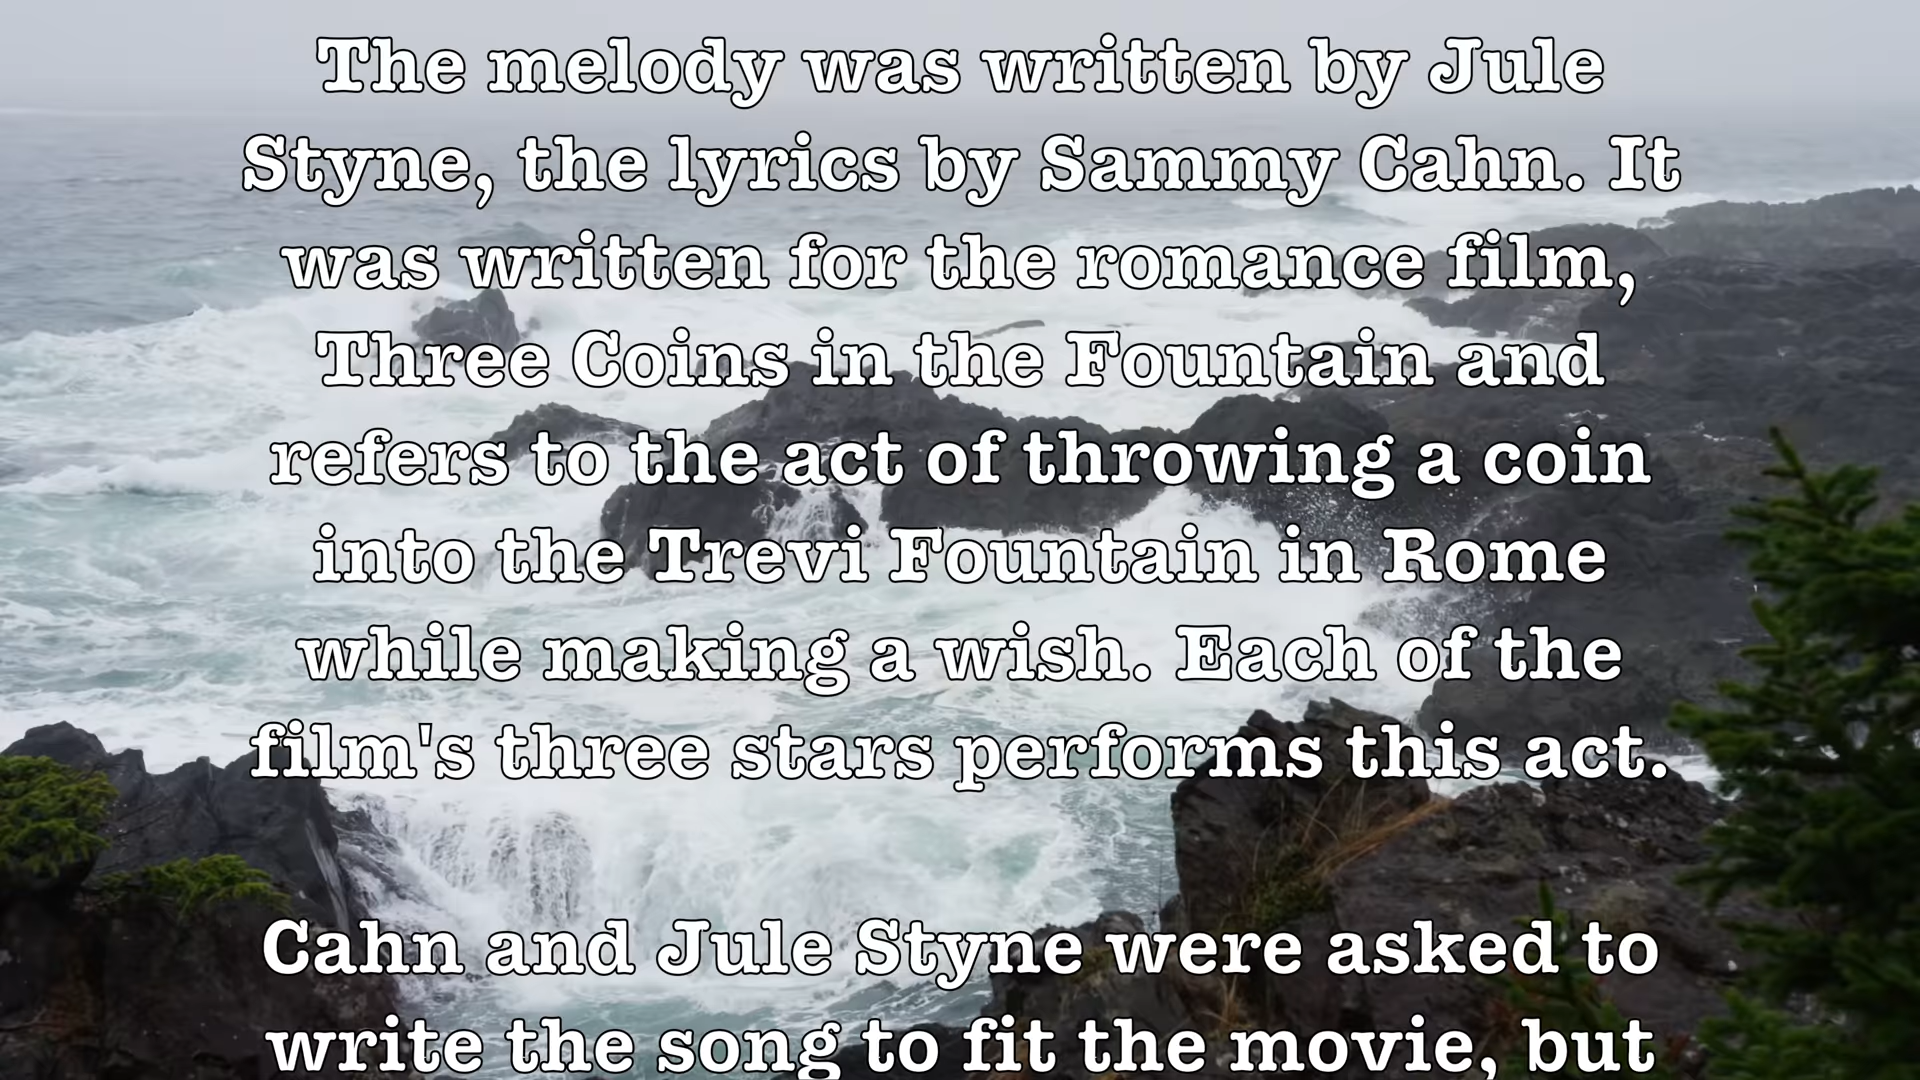 The melody was written by Jule
Styne, the lyrics by Sammy Cahn. It
was written for the romance film,
Three Coins in the Fountain and
refers to the act of throwing a coin
into the Trevi Fountain in Rome
while making a wish. Each of the
film's three stars performs this act.
Cahn and Jule Styne were asked to
write the song to fit the movie, but